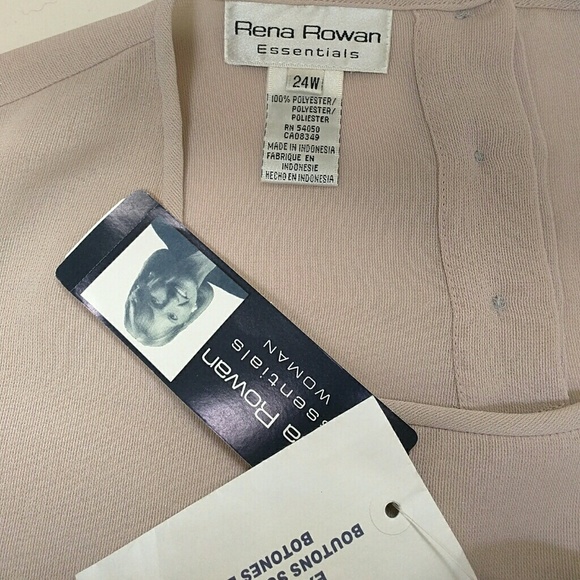 Rena Rowan
Essentials
24W
100% POLYESTER/
POLYESTER/
POLIESTER
RN 54050
CA08349
MADE IN INDONESIA
FABRIQUE EN
INDONESIE
HECHO EN INDONESIA
a Rowan
ssentials
WOMAN
BOUTONS
BOTONES